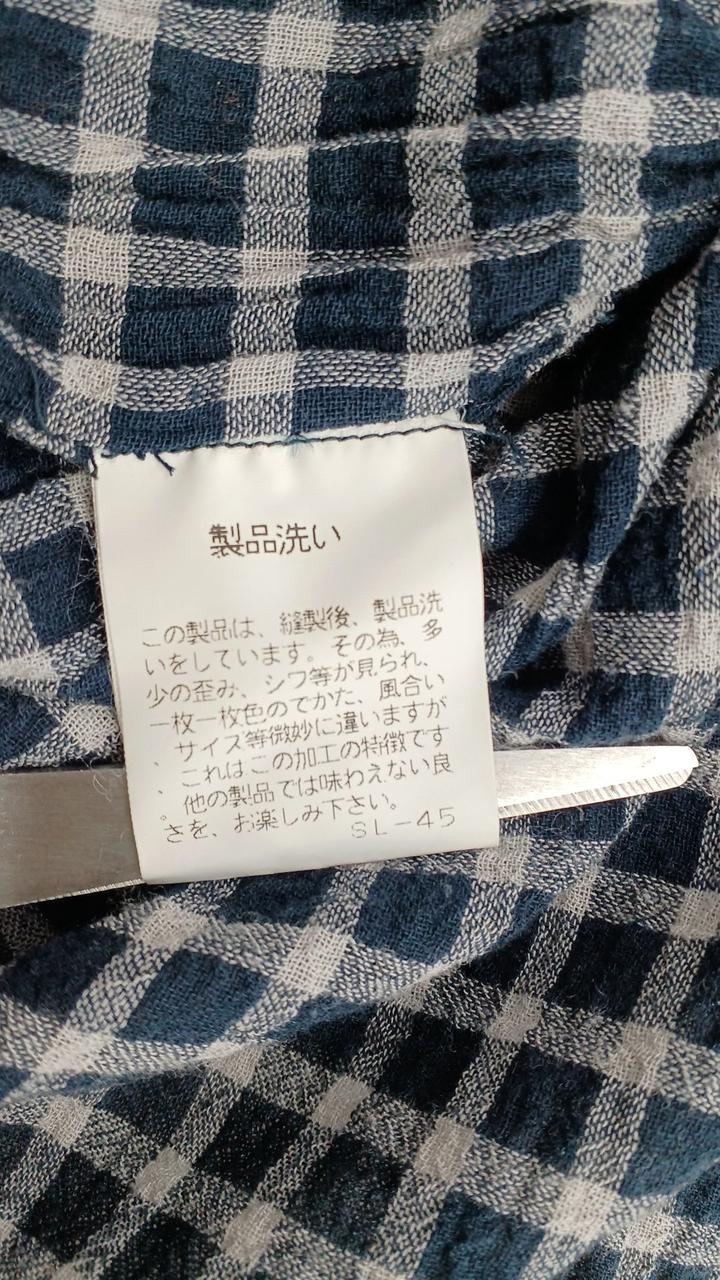 製品洗い
この製品は、縫製後、製品洗
いをしています。その為、多
少の歪み、シワ等が見られ、
一枚一枚色のでかた、風合い
、サイズ等微妙に違いますが
、これはこの加工の特徴です
。他の製品では味わえない良
さを、お楽しみ下さい。
SL-45